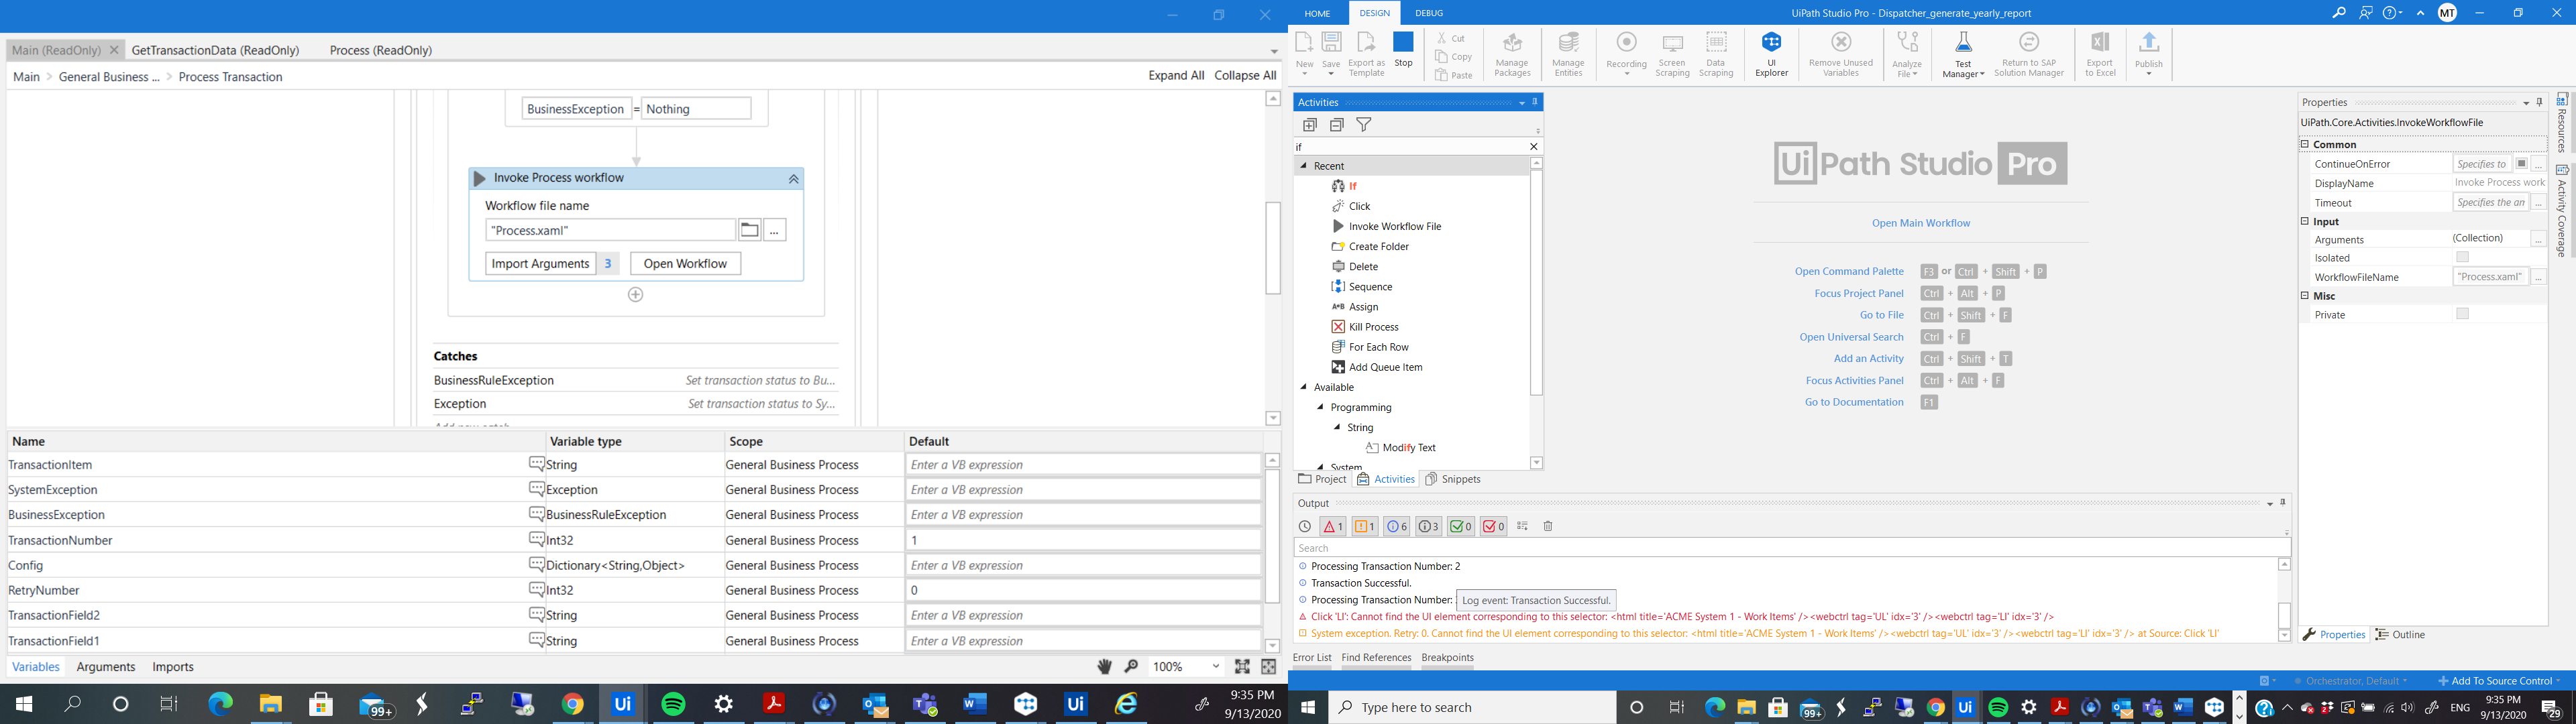 Main (ReadOnly)
GetTransactionData (ReadOnly)
Process (ReadOnly)
Main > General Business ... > Process Transaction
Expand All Collapse All
BusinessException = Nothing
Invoke Process workflow
Workflow file name
"Process.xaml"
...
Import Arguments 3 Open Workflow
Catches
BusinessRuleException Set transaction status to Bu...
Exception Set transaction status to Sy...
Name Variable type Scope Default
TransactionItem String General Business Process Enter a VB expression
SystemException Exception General Business Process Enter a VB expression
BusinessException BusinessRuleException General Business Process Enter a VB expression
TransactionNumber Int32 General Business Process 1
Config Dictionary<String,Object> General Business Process Enter a VB expression
RetryNumber Int32 General Business Process 0
TransactionField2 String General Business Process Enter a VB expression
TransactionField1 String General Business Process Enter a VB expression
Variables Arguments Imports
100%
99+
9:35 PM
9/13/2020
HOME DESIGN DEBUG
UiPath Studio Pro - Dispatcher_generate_yearly_report
MT
New
Save
Export as Template
Stop
Cut
Copy
Paste
Manage Packages
Manage Entities
Recording
Screen Scraping
Data Scraping
UI Explorer
Remove Unused Variables
Analyze File
Test Manager
Return to SAP Solution Manager
Export to Excel
Publish
Activities
if
Recent
If
Click
Invoke Workflow File
Create Folder
Delete
Sequence
Assign
Kill Process
For Each Row
Add Queue Item
Available
Programming
String
Modify Text
System
Project Activities Snippets
UiPath Studio Pro
Open Main Workflow
Open Command Palette F3 or Ctrl + Shift + P
Focus Project Panel Ctrl + Alt + P
Go to File Ctrl + Shift + F
Open Universal Search Ctrl + F
Add an Activity Ctrl + Shift + T
Focus Activities Panel Ctrl + Alt + F
Go to Documentation F1
Output
1 1 6 3 0 0
Search
Processing Transaction Number: 2
Transaction Successful.
Processing Transaction Number:
Log event: Transaction Successful.
Click 'LI': Cannot find the UI element corresponding to this selector: <html title='ACME System 1 - Work Items' /><webctrl tag='UL' idx='3' /><webctrl tag='LI' idx='3' />
System exception. Retry: 0. Cannot find the UI element corresponding to this selector: <html title='ACME System 1 - Work Items' /><webctrl tag='UL' idx='3' /><webctrl tag='LI' idx='3' /> at Source: Click 'LI'
Error List Find References Breakpoints
Properties
UiPath.Core.Activities.InvokeWorkflowFile
Common
ContinueOnError Specifies to ...
DisplayName Invoke Process work
Timeout Specifies the an ...
Input
Arguments (Collection) ...
Isolated
WorkflowFileName "Process.xaml" ...
Misc
Private
Properties Outline
Resources
Activity Coverage
Orchestrator, Default
Add To Source Control
Type here to search
99+
ENG
9:35 PM
9/13/2020
29